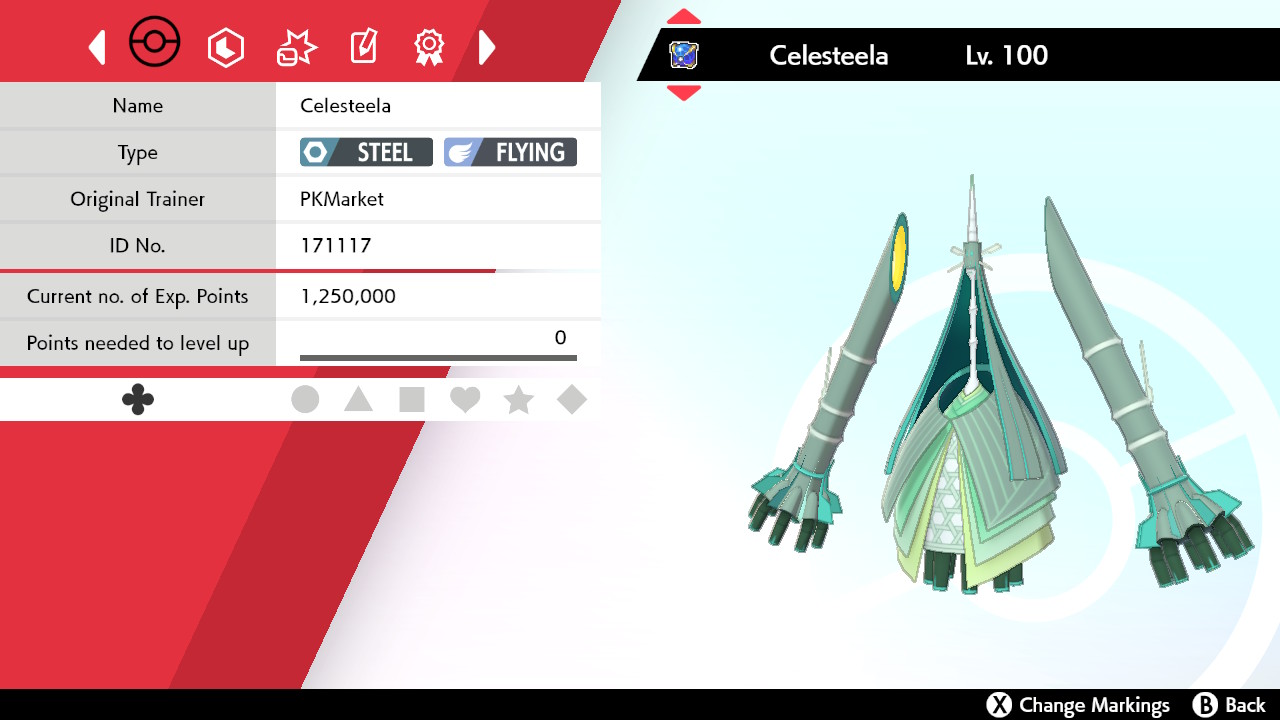 Celesteela Lv. 100
Name Celesteela
Type STEEL FLYING
Original Trainer PKMarket
ID No. 171117
Current no. of Exp. Points 1,250,000
Points needed to level up 0
X Change Markings B Back